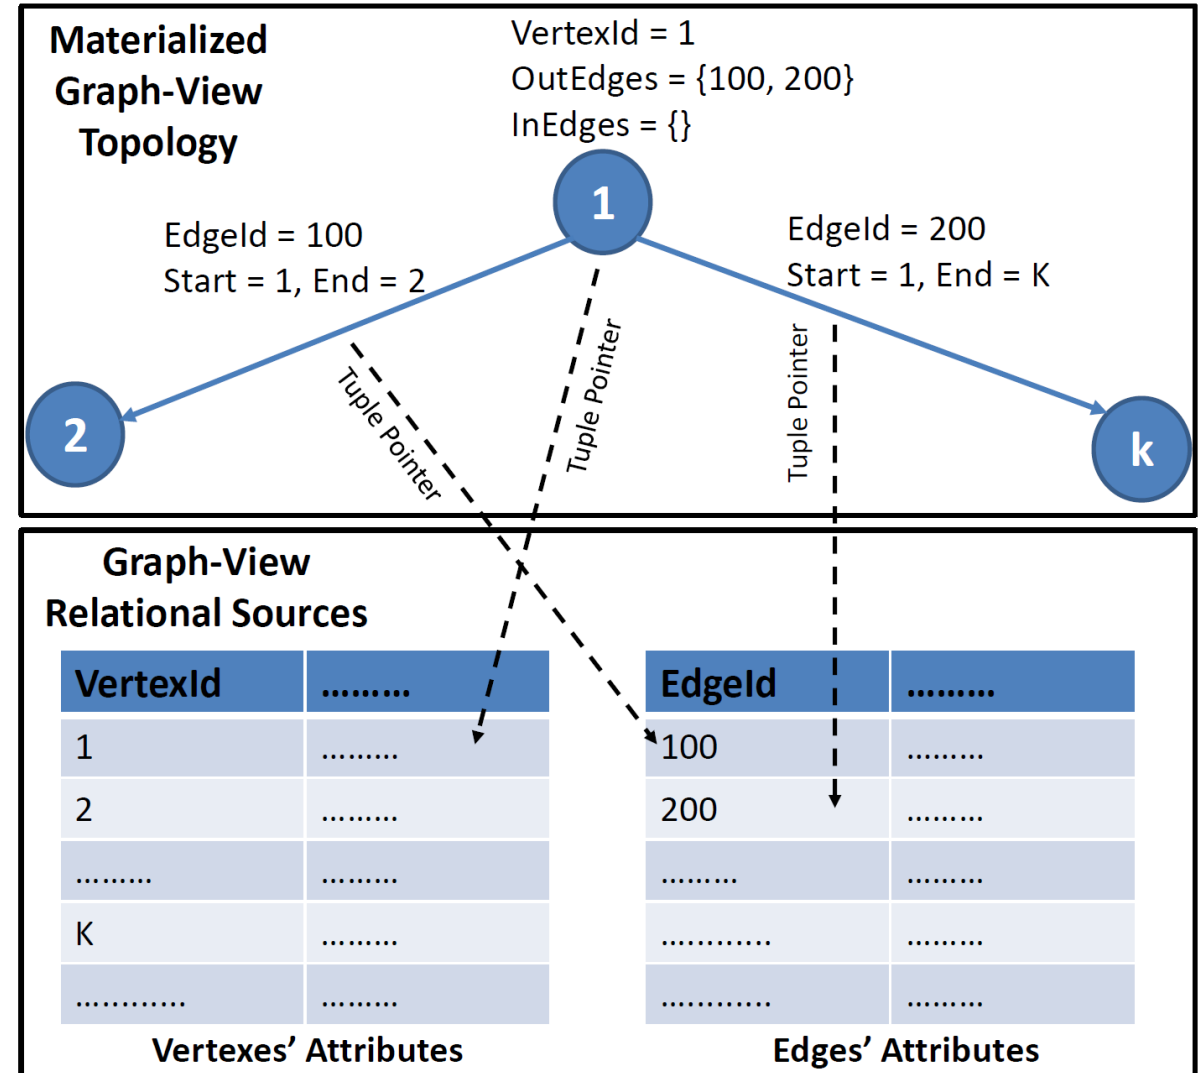 Materialized
Graph-View
Topology
VertexId = 1
OutEdges = {100, 200}
InEdges = {}
1
EdgeId = 100
Start = 1, End = 2
EdgeId = 200
Start = 1, End = K
Tuple Pointer
Tuple Pointer
Tuple Pointer
2
k
Graph-View
Relational Sources
VertexId ………
1 ………
2 ………
……… ………
K ………
............ ………
Vertexes’ Attributes
EdgeId ………
100 ………
200 ………
……… ………
............ ………
............ ………
Edges’ Attributes